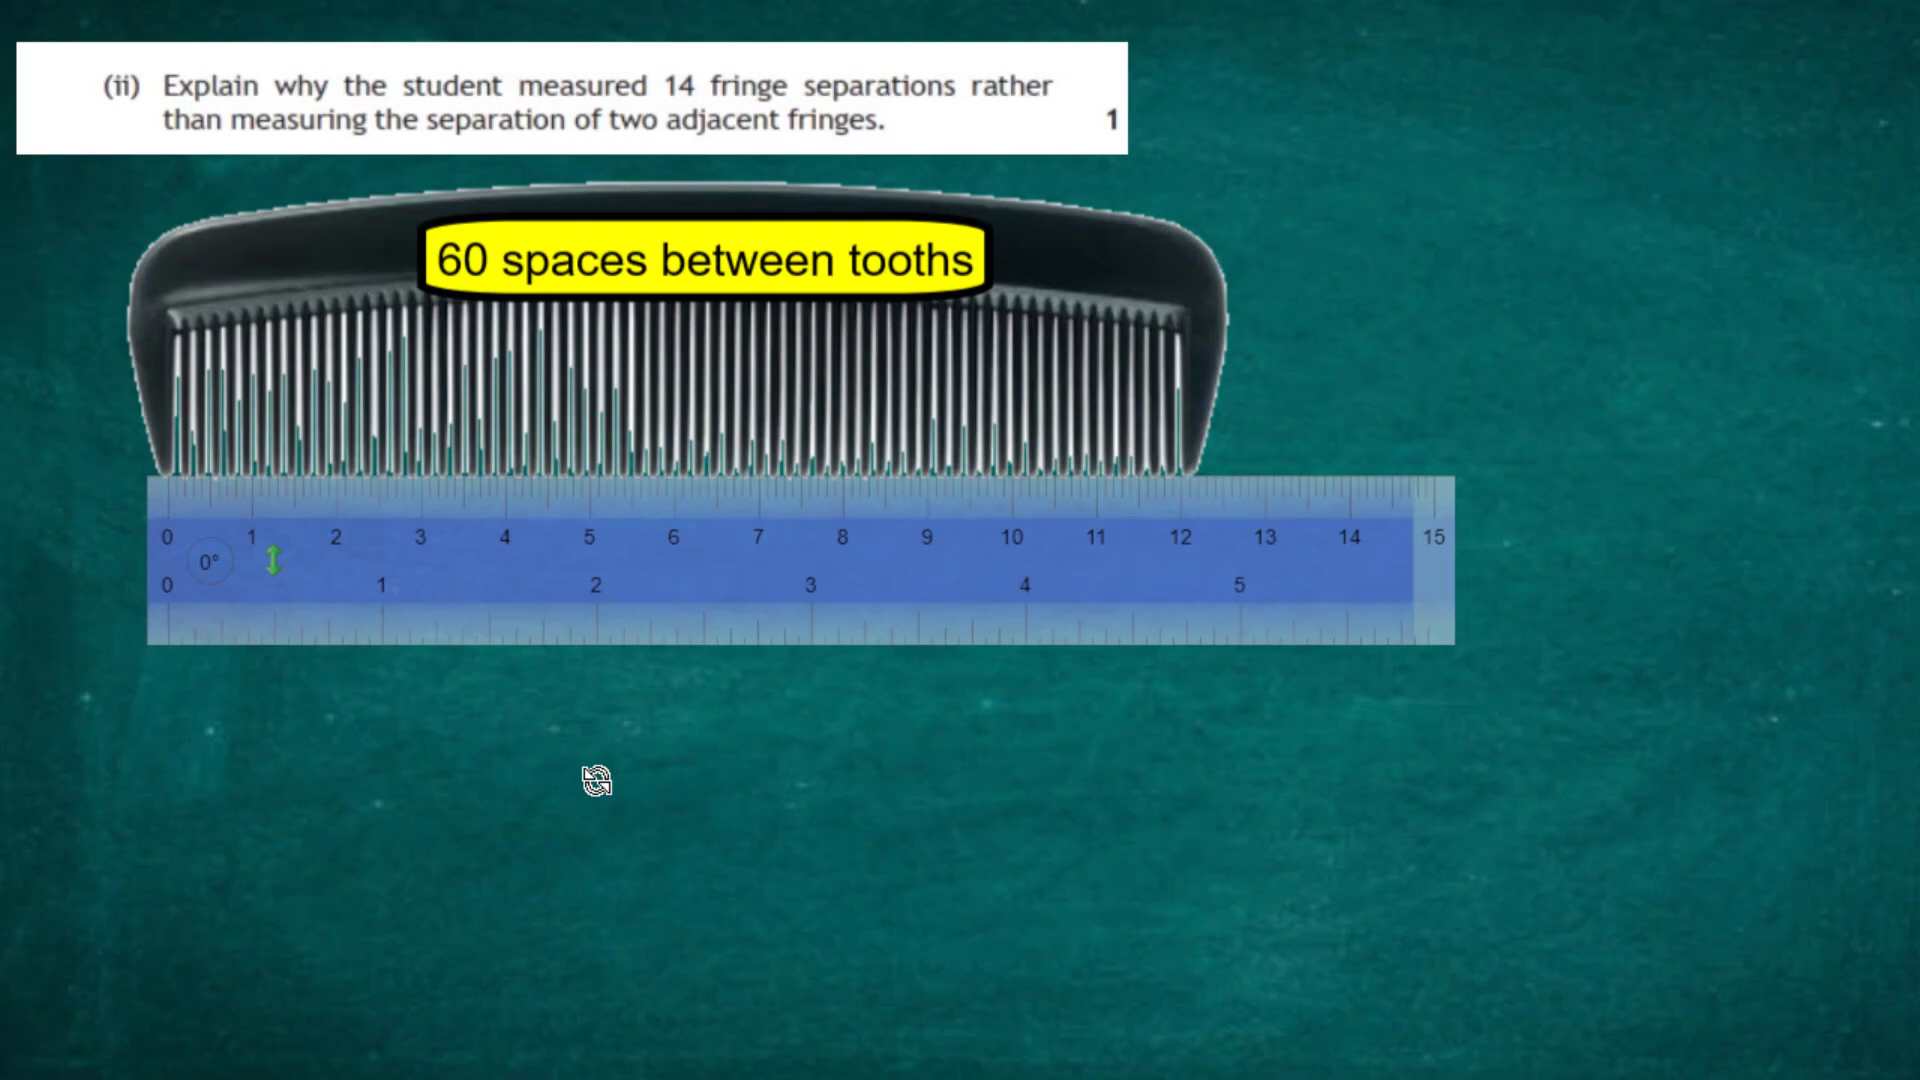 (ii) Explain why the student measured 14 fringe separations rather
than measuring the separation of two adjacent fringes. 1
60 spaces between tooths
0 1 2 3 4 5 6 7 8 9 10 11 12 13 14 15
0°
0 1 2 3 4 5